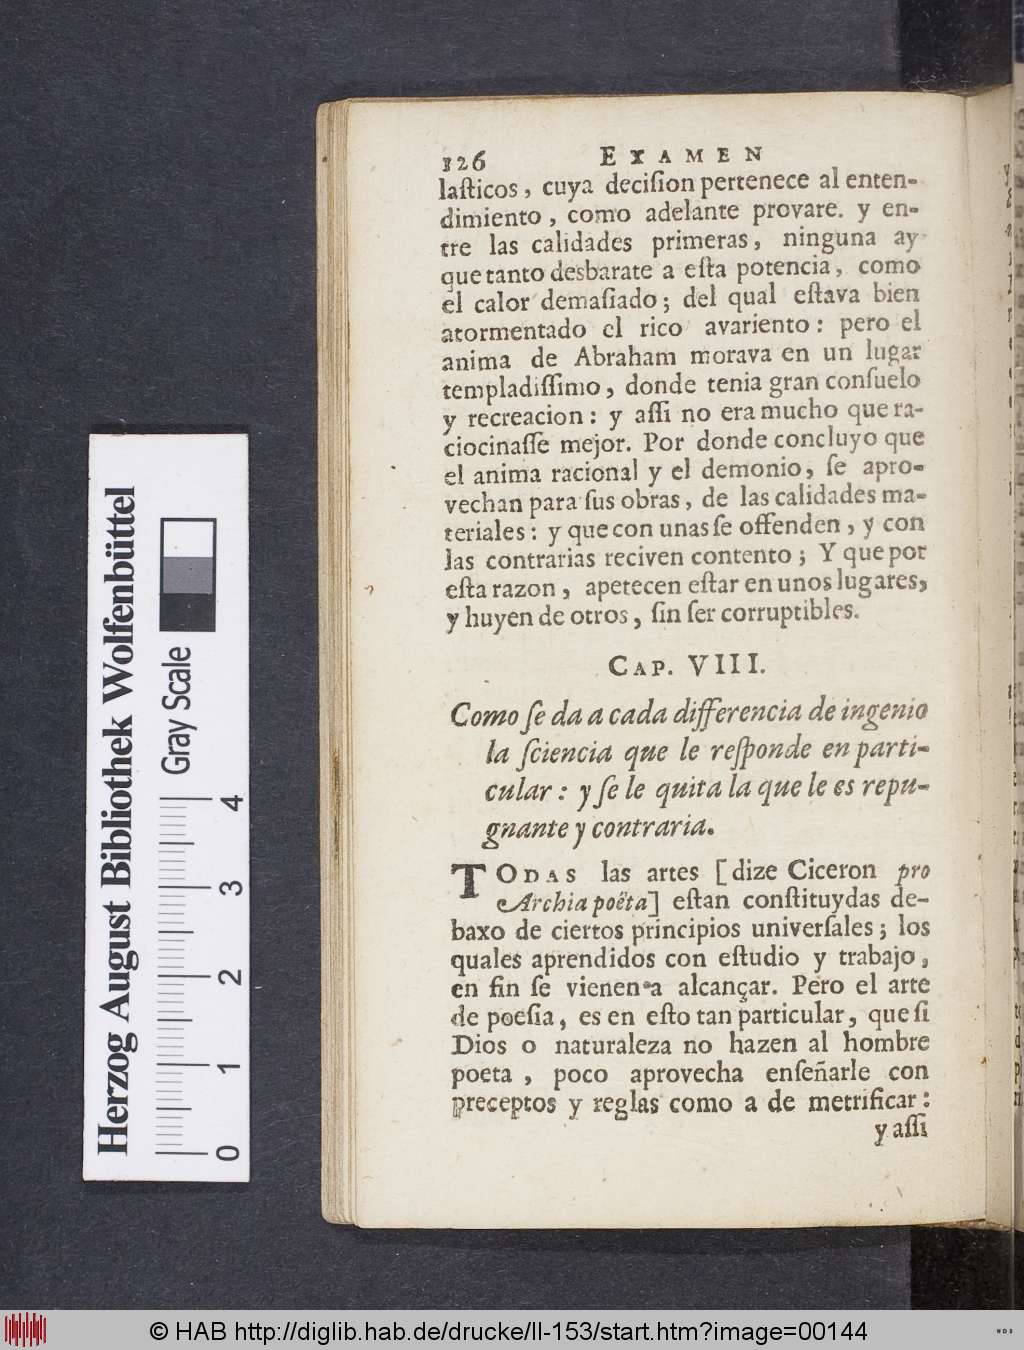 126 EXAMEN
laſticos, cuya deciſion pertenece al enten-
dimiento, como adelante provare. y en-
tre las calidades primeras, ninguna ay
que tanto desbarate a eſta potencia, como
el calor demaſiado; del qual eſtava bien
atormentado el rico avariento: pero el
anima de Abraham morava en un lugar
templadiſſimo, donde tenia gran conſuelo
y recreacion: y aſſi no era mucho que ra-
ciocinaſſe mejor. Por donde concluyo que
el anima racional y el demonio, ſe apro-
vechan para ſus obras, de las calidades ma-
teriales: y que con unas ſe offenden, y con
las contrarias reciven contento; Y que por
eſta razon, apetecen eſtar en unos lugares,
y huyen de otros, ſin ſer corruptibles.
CAP. VIII.
Como ſe da a cada differencia de ingenio
la ſciencia que le reſponde en parti-
cular: y ſe le quita la que le es repu-
gnante y contraria.
TODAS las artes [dize Ciceron pro
Archia poëta] eſtan conſtituydas de-
baxo de ciertos principios univerſales; los
quales aprendidos con eſtudio y trabajo,
en fin ſe vienen a alcançar. Pero el arte
de poeſia, es en eſto tan particular, que ſi
Dios o naturaleza no hazen al hombre
poeta, poco aprovecha enſeñarle con
preceptos y reglas como a de metrificar:
y aſſi
Herzog August Bibliothek Wolfenbüttel
Gray Scale
0 1 2 3 4
© HAB http://diglib.hab.de/drucke/ll-153/start.htm?image=00144